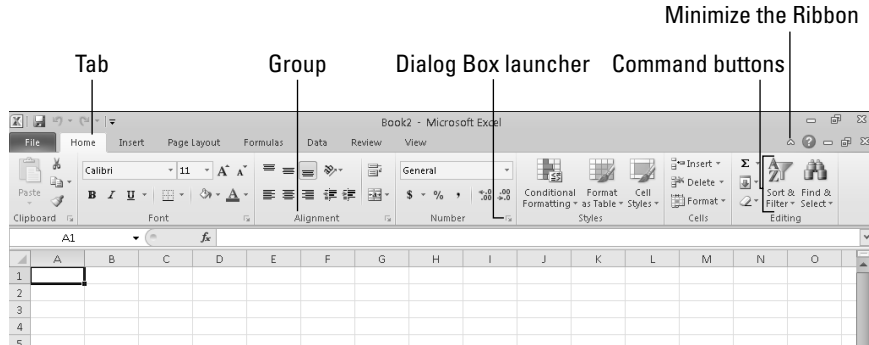 Minimize the Ribbon
Tab Group Dialog Box launcher Command buttons
Book2 - Microsoft Excel
File Home Insert Page Layout Formulas Data Review View
Calibri 11 A A General Insert Σ
Paste Delete
B I U A $ % , .00 .00 Conditional Format Cell Format Sort & Find &
Formatting as Table Styles Filter Select
Clipboard Font Alignment Number Styles Cells Editing
A1 fx
A B C D E F G H I J K L M N O
1
2
3
4
5